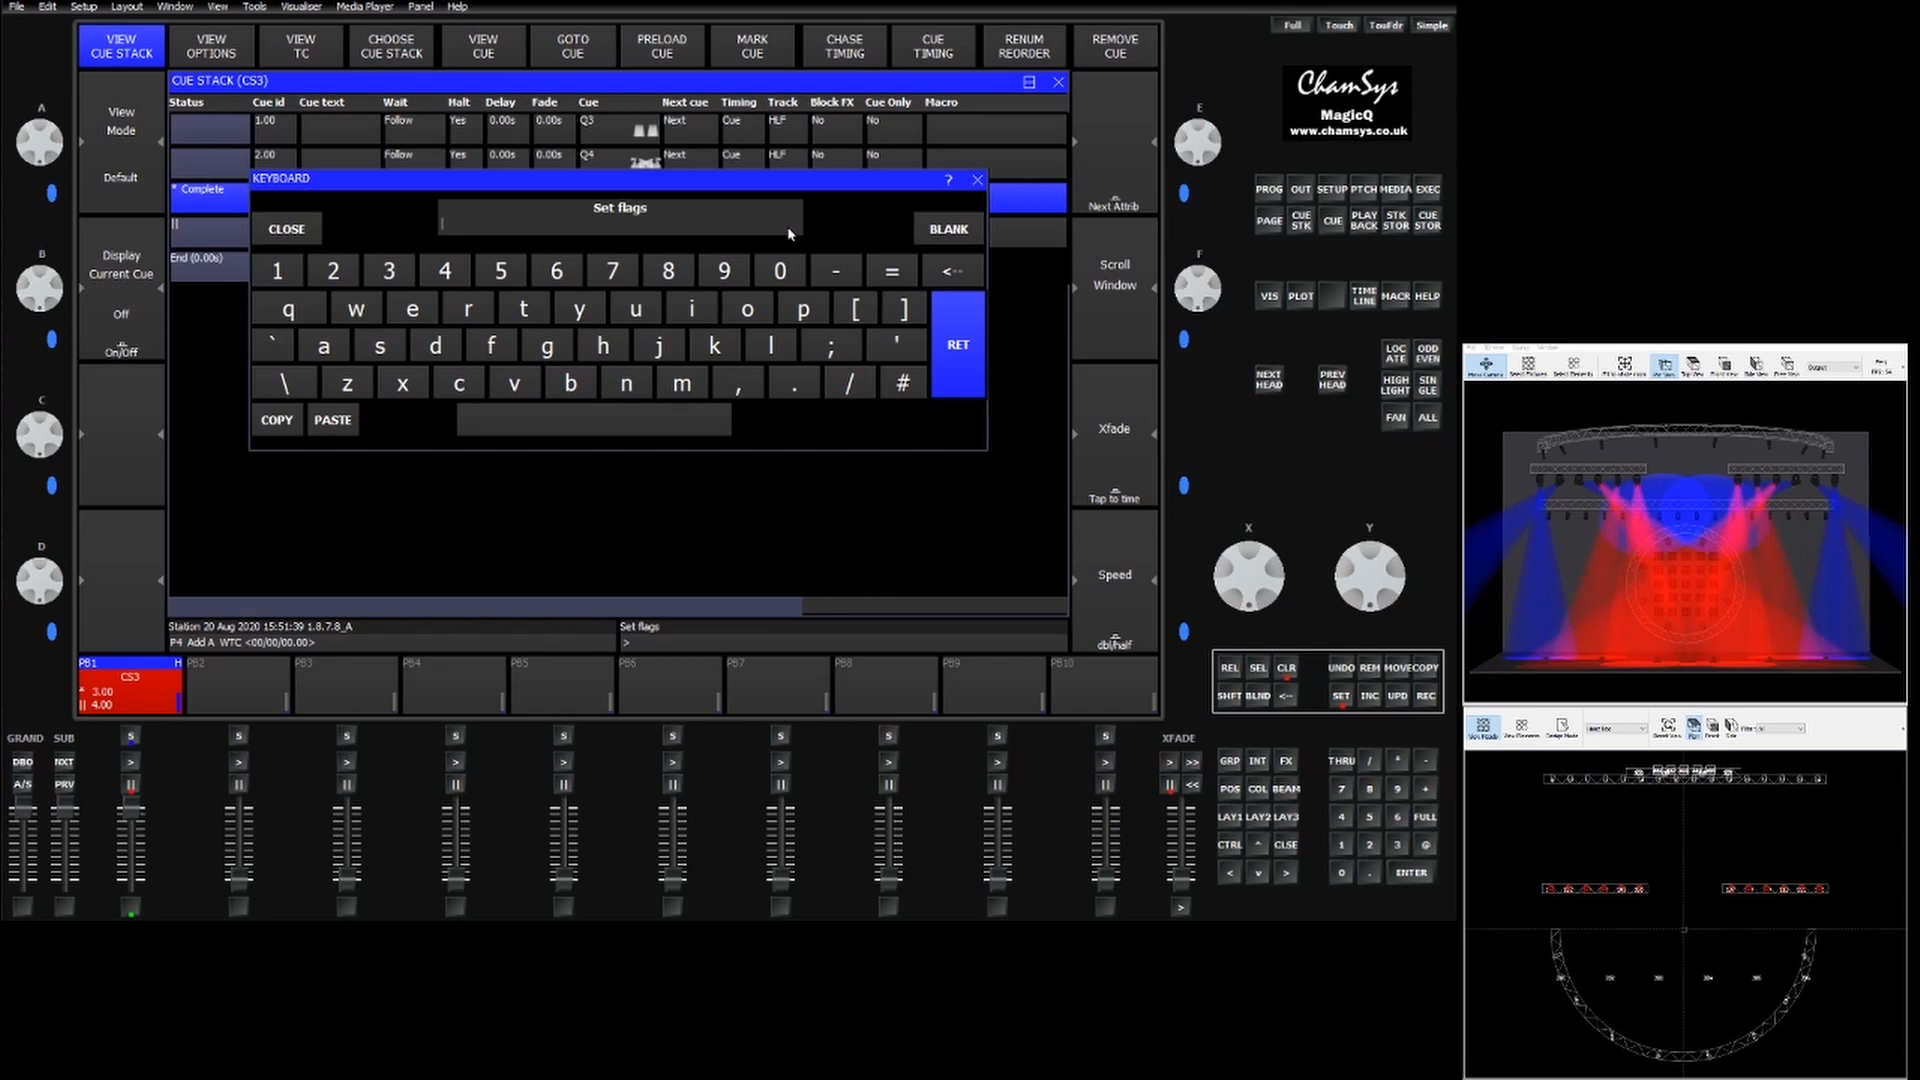 File Edit Setup Layout Window View Tools Visualiser Media Player Panel Help
Full Touch TouFdr Simple
VIEW CUE STACK
VIEW OPTIONS
VIEW TC
CHOOSE CUE STACK
VIEW CUE
GOTO CUE
PRELOAD CUE
MARK CUE
CHASE TIMING
CUE TIMING
RENUM REORDER
REMOVE CUE
CUE STACK (CS3)
Status Cue id Cue text Wait Halt Delay Fade Cue Next cue Timing Track Block FX Cue Only Macro
1.00 Follow Yes 0.00s 0.00s Q3 Next Cue HLF No No
2.00 Follow Yes 0.00s 0.00s Q4 Next Cue HLF No No
* Complete
||
End (0.00s)
KEYBOARD ?
Set flags
CLOSE
BLANK
1 2 3 4 5 6 7 8 9 0 - = <--
q w e r t y u i o p [ ]
` a s d f g h j k l ; '
RET
\ z x c v b n m , . / #
COPY PASTE
A
View Mode
Default
B
Display Current Cue
Off
On/Off
C
D
Next Attrib
Scroll Window
Xfade
Tap to time
Speed
dbl/half
E
F
ChamSys
MagicQ
www.chamsys.co.uk
PROG OUT SETUP PTCH MEDIA EXEC
PAGE CUE STK CUE PLAY BACK STK STOR CUE STOR
VIS PLOT TIME LINE MACR HELP
NEXT HEAD PREV HEAD
LOC ATE ODD EVEN
HIGH LIGHT SIN GLE
FAN ALL
X Y
Station 20 Aug 2020 15:51:39 1.8.7.8_A
Set flags
P4 Add A WTC <00/00/00.00>
>
PB1 H PB2 PB3 PB4 PB5 PB6 PB7 PB8 PB9 PB10
CS3
* 3.00
|| 4.00
REL SEL CLR UNDO REM MOVE COPY
SHFT BLND <-- SET INC UPD REC
GRAND SUB S S S S S S S S S S XFADE
DBO NXT > > > > > > > > > > > >>
A/S PRV || || || || || || || || || || || <<
>
GRP INT FX THRU / * -
POS COL BEAM 7 8 9 +
LAY1 LAY2 LAY3 4 5 6 FULL
CTRL ^ CLSE 1 2 3 @
< v > 0 . ENTER